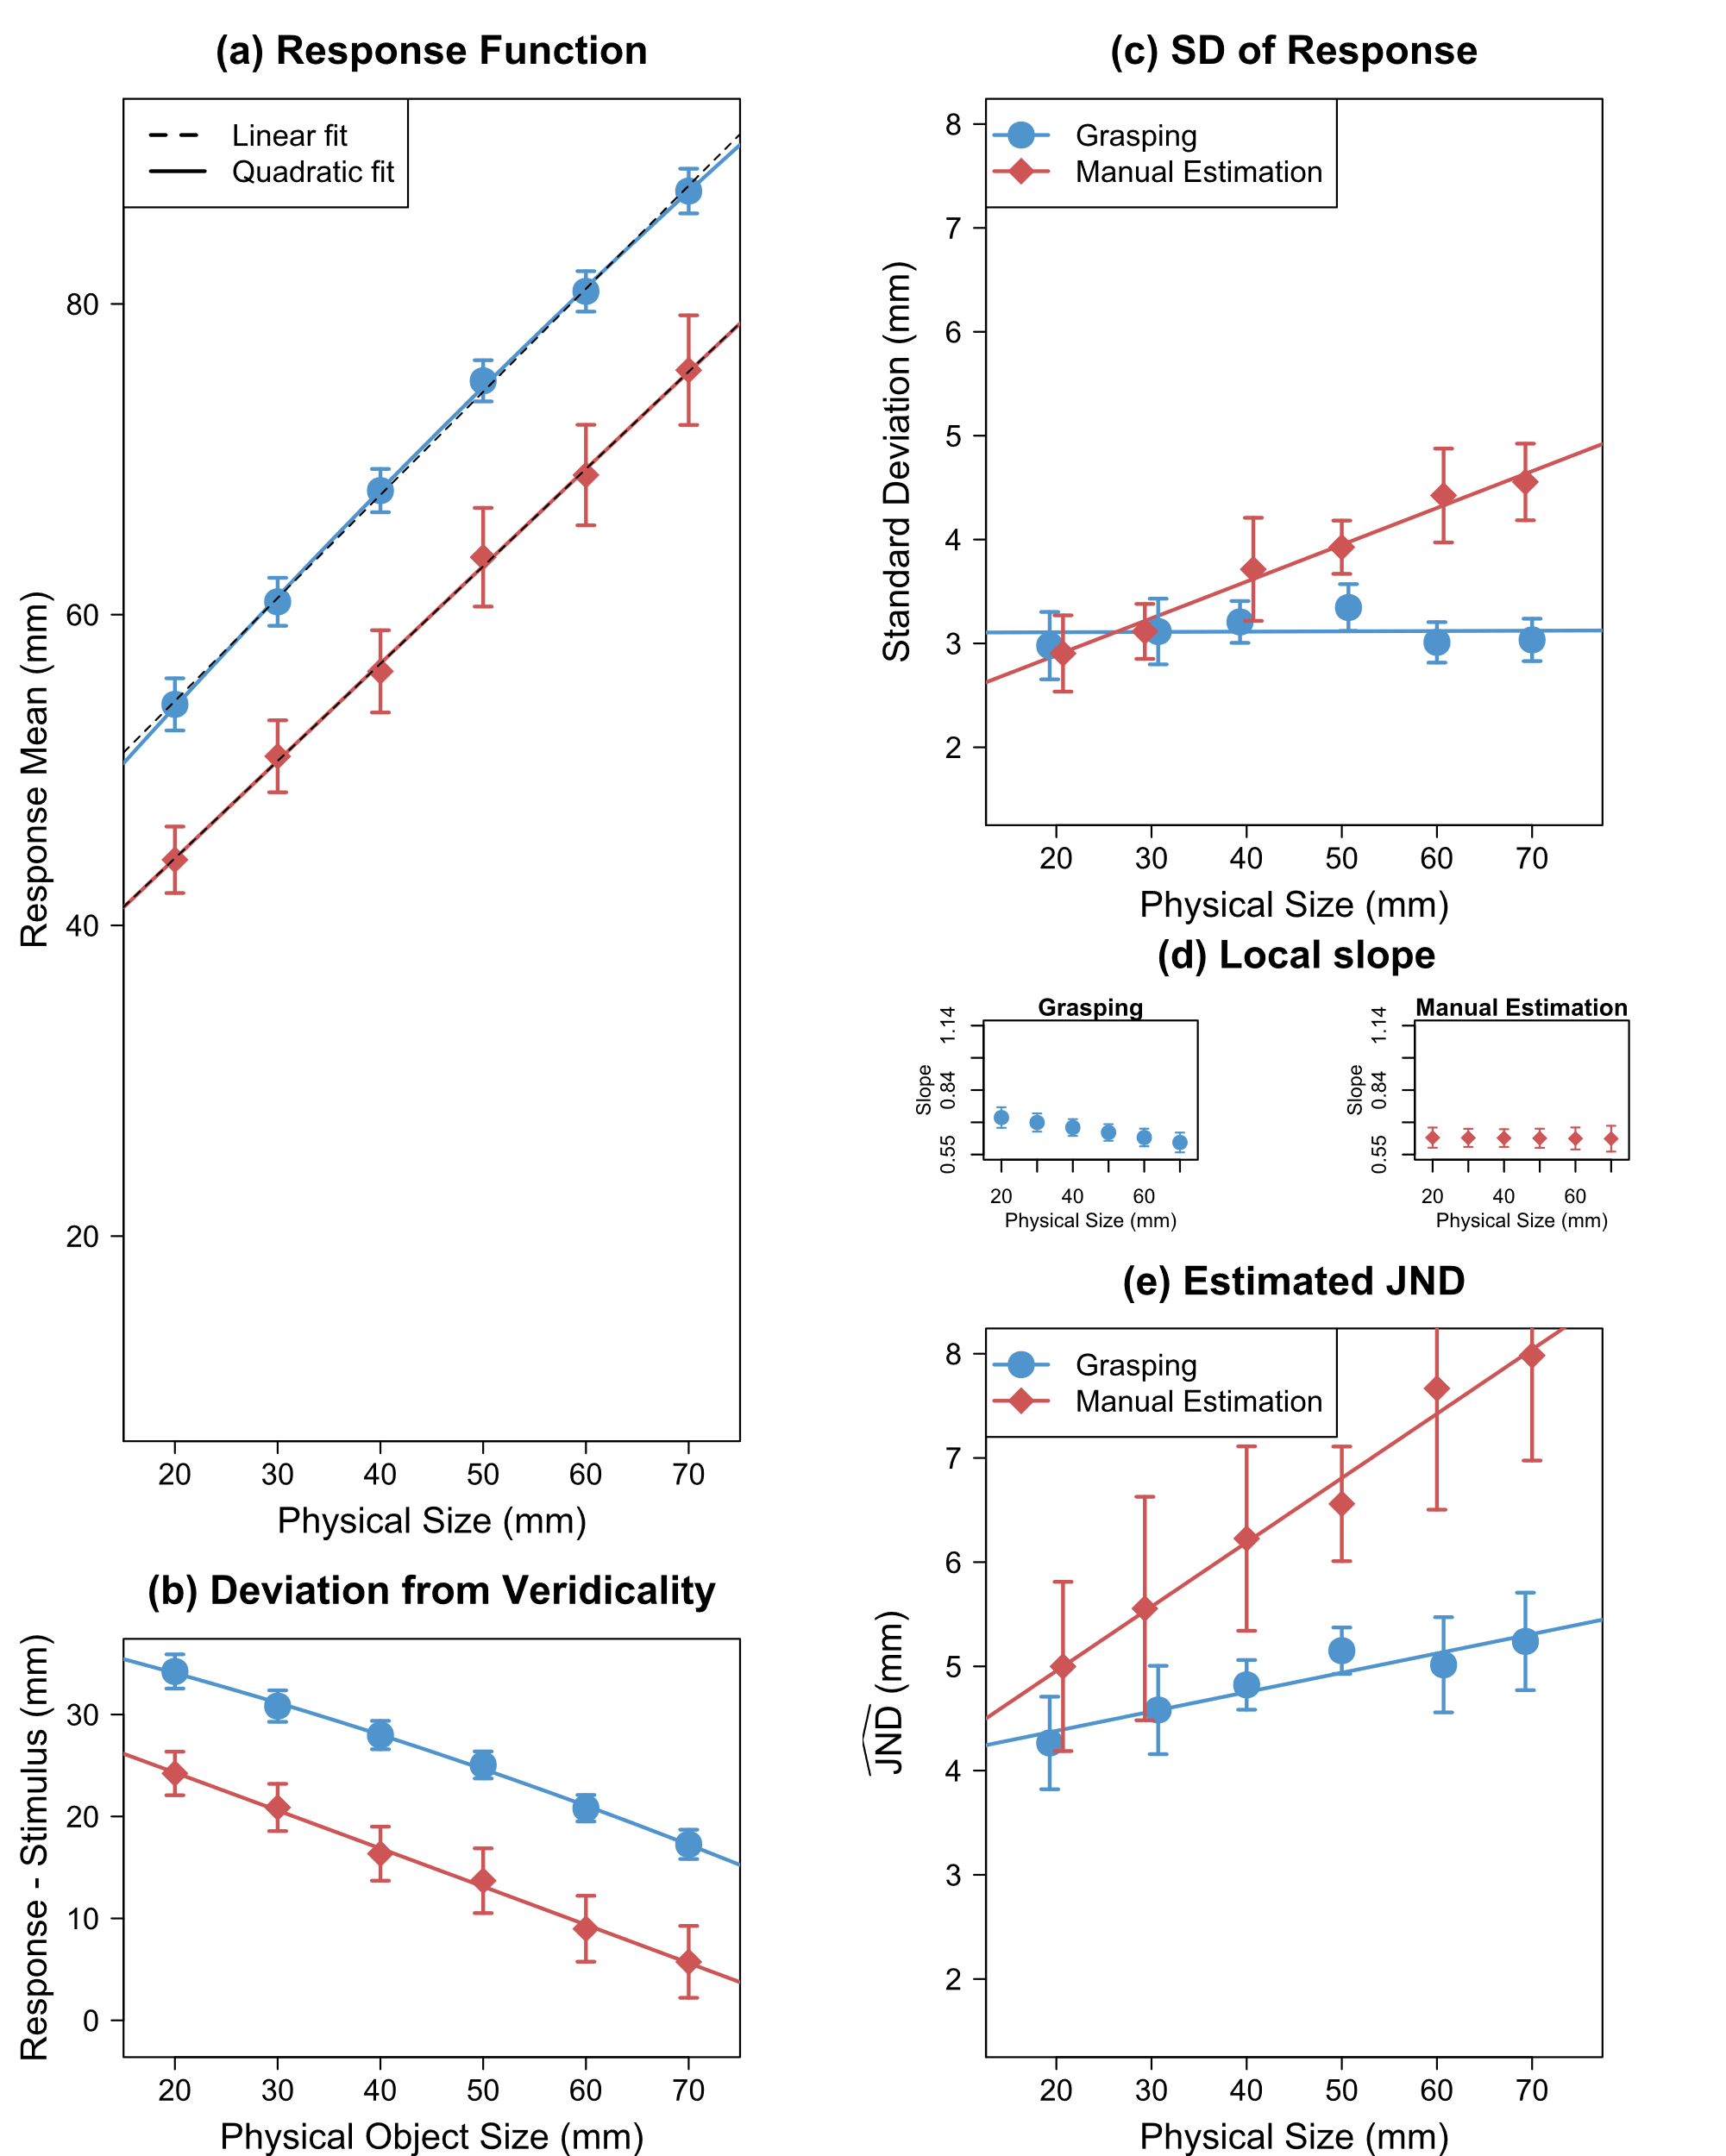 (a) Response Function
Linear fit
Quadratic fit
80
60
40
20
Response Mean (mm)
20 30 40 50 60 70
Physical Size (mm)
(b) Deviation from Veridicality
30
20
10
0
Response - Stimulus (mm)
20 30 40 50 60 70
Physical Object Size (mm)
(c) SD of Response
Grasping
Manual Estimation
8
7
6
5
4
3
2
Standard Deviation (mm)
20 30 40 50 60 70
Physical Size (mm)
(d) Local slope
Grasping
1.14
0.84
0.55
Slope
20 40 60
Physical Size (mm)
Manual Estimation
1.14
0.84
0.55
Slope
20 40 60
Physical Size (mm)
(e) Estimated JND
Grasping
Manual Estimation
8
7
6
5
4
3
2
JND (mm)
20 30 40 50 60 70
Physical Size (mm)